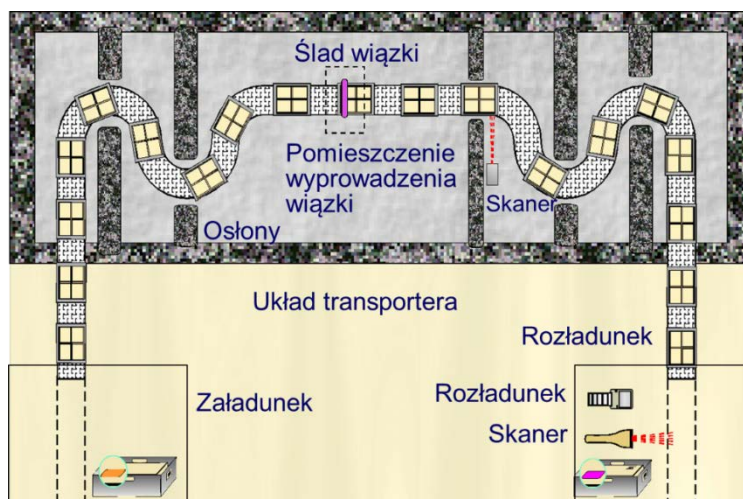 Ślad wiązki
Pomieszczenie
wyprowadzenia
wiązki
Skaner
Osłony
Układ transportera
Rozładunek
Załadunek
Rozładunek
Skaner